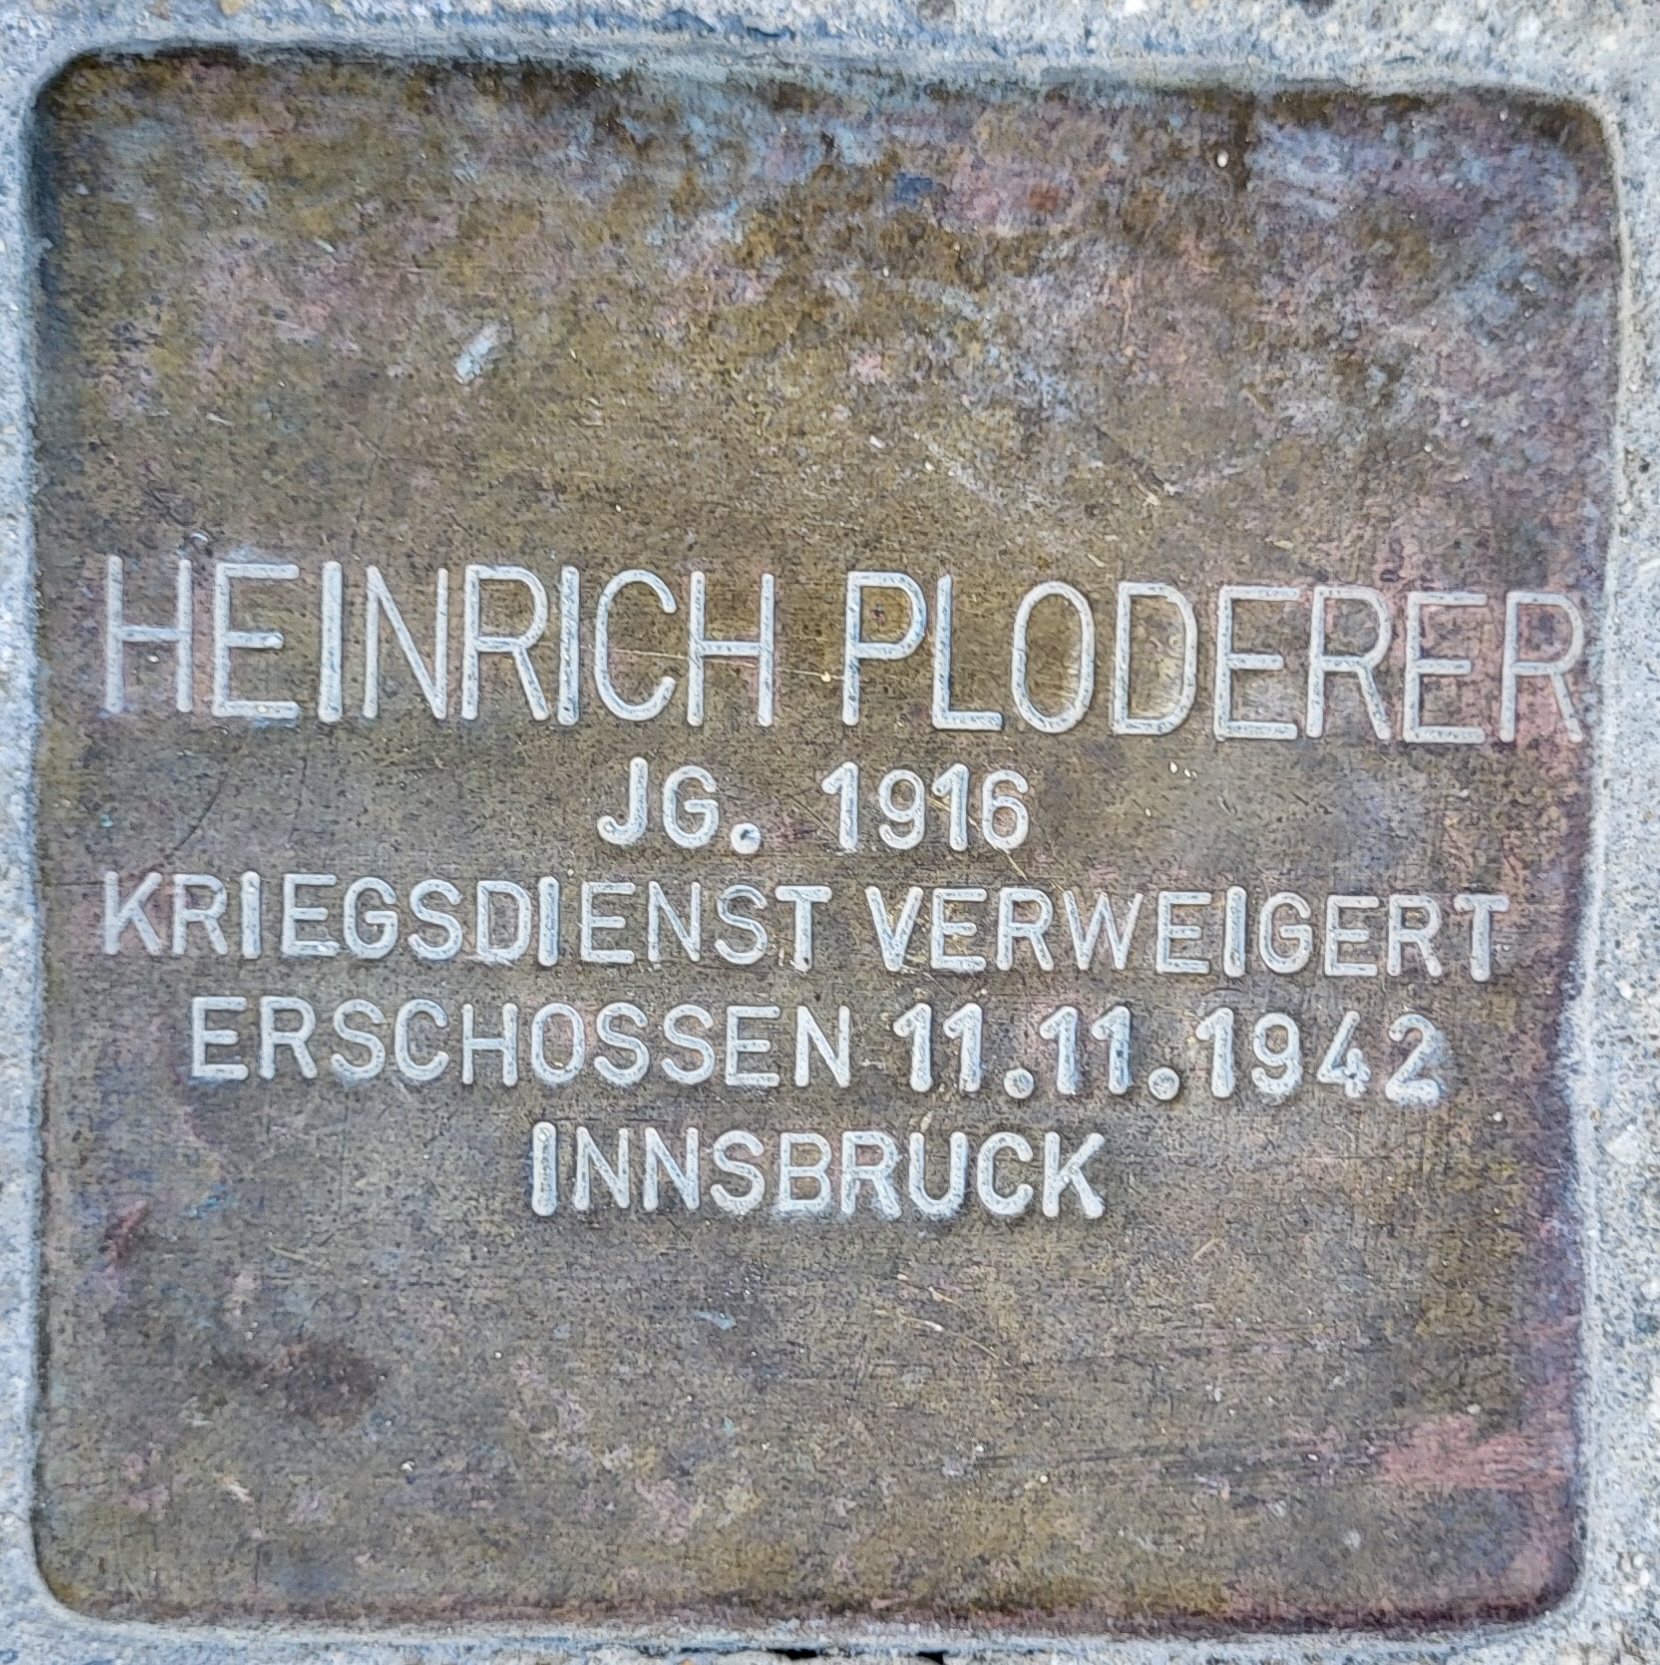 HEINRICH PLODERER
JG. 1916
KRIEGSDIENST VERWEIGERT
ERSCHOSSEN 11.11.1942
INNSBRUCK